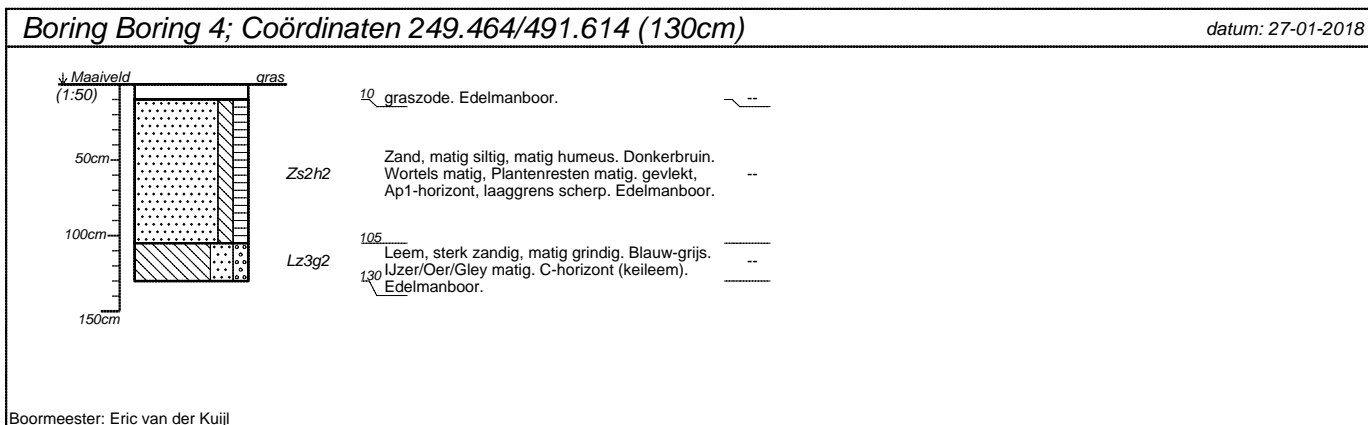 Boring Boring 4; Coördinaten 249.464/491.614 (130cm)
datum: 27-01-2018
Maaiveld
gras
(1:50)
10 graszode. Edelmanboor.
--
50cm
Zs2h2
Zand, matig siltig, matig humeus. Donkerbruin.
Wortels matig, Plantenresten matig. gevlekt,
Ap1-horizont, laaggrens scherp. Edelmanboor.
--
100cm
105
Lz3g2
Leem, sterk zandig, matig grindig. Blauw-grijs.
IJzer/Oer/Gley matig. C-horizont (keileem).
Edelmanboor.
--
130
150cm
Boormeester: Eric van der Kuijl